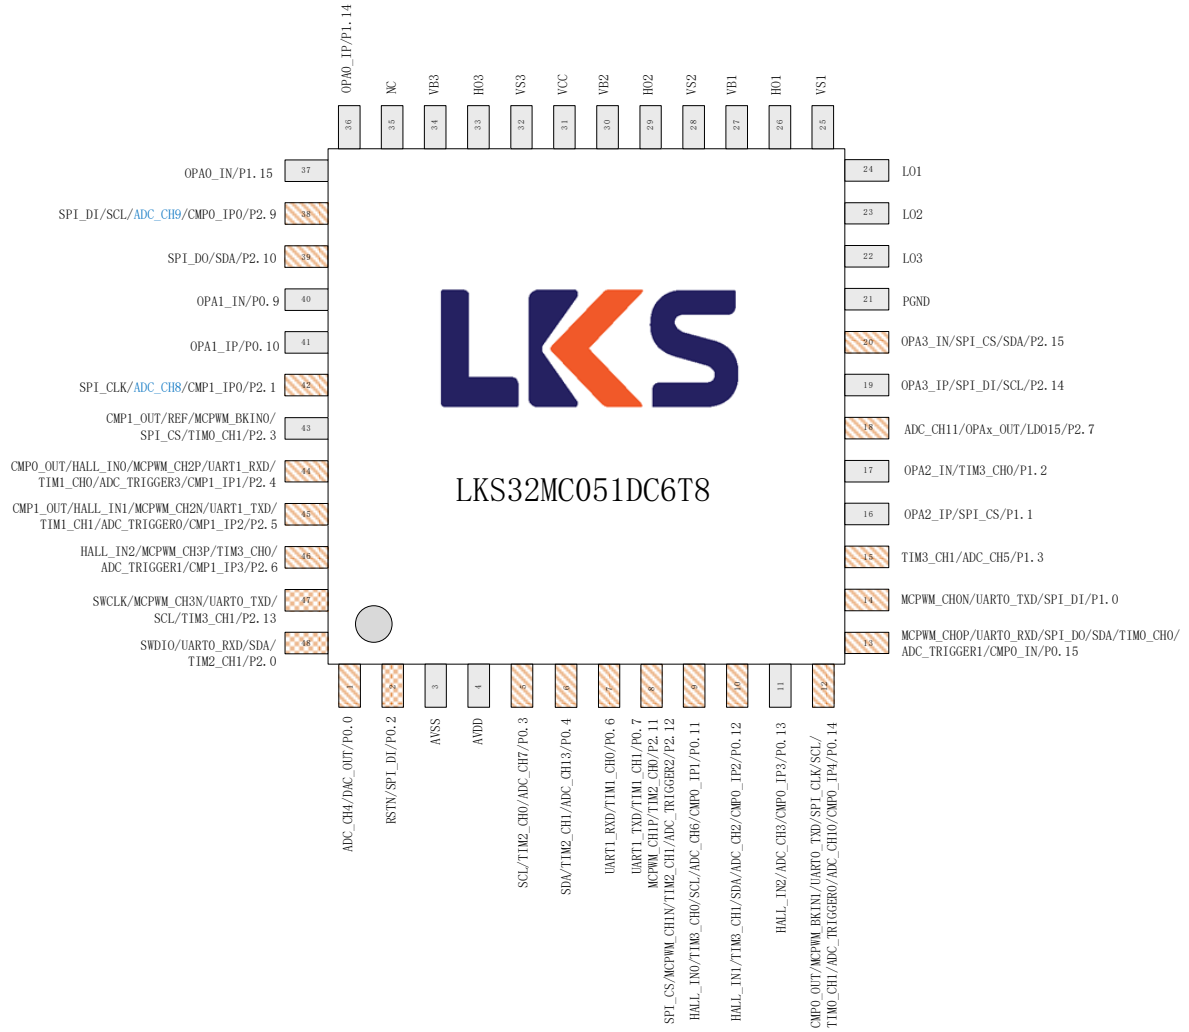 OPA0_IP/P1.14
NC
VB3
HO3
VS3
VCC
VB2
HO2
VS2
VB1
HO1
VS1
36
35
34
33
32
31
30
29
28
27
26
25
OPA0_IN/P1.15
37
SPI_DI/SCL/ADC_CH9/CMP0_IP0/P2.9
38
SPI_DO/SDA/P2.10
39
OPA1_IN/P0.9
40
OPA1_IP/P0.10
41
SPI_CLK/ADC_CH8/CMP1_IP0/P2.1
42
CMP1_OUT/REF/MCPWM_BKIN0/
SPI_CS/TIM0_CH1/P2.3
43
CMP0_OUT/HALL_IN0/MCPWM_CH2P/UART1_RXD/
TIM1_CH0/ADC_TRIGGER3/CMP1_IP1/P2.4
44
CMP1_OUT/HALL_IN1/MCPWM_CH2N/UART1_TXD/
TIM1_CH1/ADC_TRIGGER0/CMP1_IP2/P2.5
45
HALL_IN2/MCPWM_CH3P/TIM3_CH0/
ADC_TRIGGER1/CMP1_IP3/P2.6
46
SWCLK/MCPWM_CH3N/UART0_TXD/
SCL/TIM3_CH1/P2.13
47
SWDIO/UART0_RXD/SDA/
TIM2_CH1/P2.0
48
LKS
LKS32MC051DC6T8
24
LO1
23
LO2
22
LO3
21
PGND
20
OPA3_IN/SPI_CS/SDA/P2.15
19
OPA3_IP/SPI_DI/SCL/P2.14
18
ADC_CH11/OPAx_OUT/LDO15/P2.7
17
OPA2_IN/TIM3_CH0/P1.2
16
OPA2_IP/SPI_CS/P1.1
15
TIM3_CH1/ADC_CH5/P1.3
14
MCPWM_CH0N/UART0_TXD/SPI_DI/P1.0
13
MCPWM_CH0P/UART0_RXD/SPI_DO/SDA/TIM0_CH0/
ADC_TRIGGER1/CMP0_IN/P0.15
1
2
3
4
5
6
7
8
9
10
11
12
ADC_CH4/DAC_OUT/P0.0
RSTN/SPI_DI/P0.2
AVSS
AVDD
SCL/TIM2_CH0/ADC_CH7/P0.3
SDA/TIM2_CH1/ADC_CH13/P0.4
UART1_RXD/TIM1_CH0/P0.6
UART1_TXD/TIM1_CH1/P0.7
MCPWM_CH1P/TIM2_CH0/P2.11
SPI_CS/MCPWM_CH1N/TIM2_CH1/ADC_TRIGGER2/P2.12
HALL_IN0/TIM3_CH0/SCL/ADC_CH6/CMP0_IP1/P0.11
HALL_IN1/TIM3_CH1/SDA/ADC_CH2/CMP0_IP2/P0.12
HALL_IN2/ADC_CH3/CMP0_IP3/P0.13
CMP0_OUT/MCPWM_BKIN1/UART0_TXD/SPI_CLK/SCL/
TIM0_CH1/ADC_TRIGGER0/ADC_CH10/CMP0_IP4/P0.14